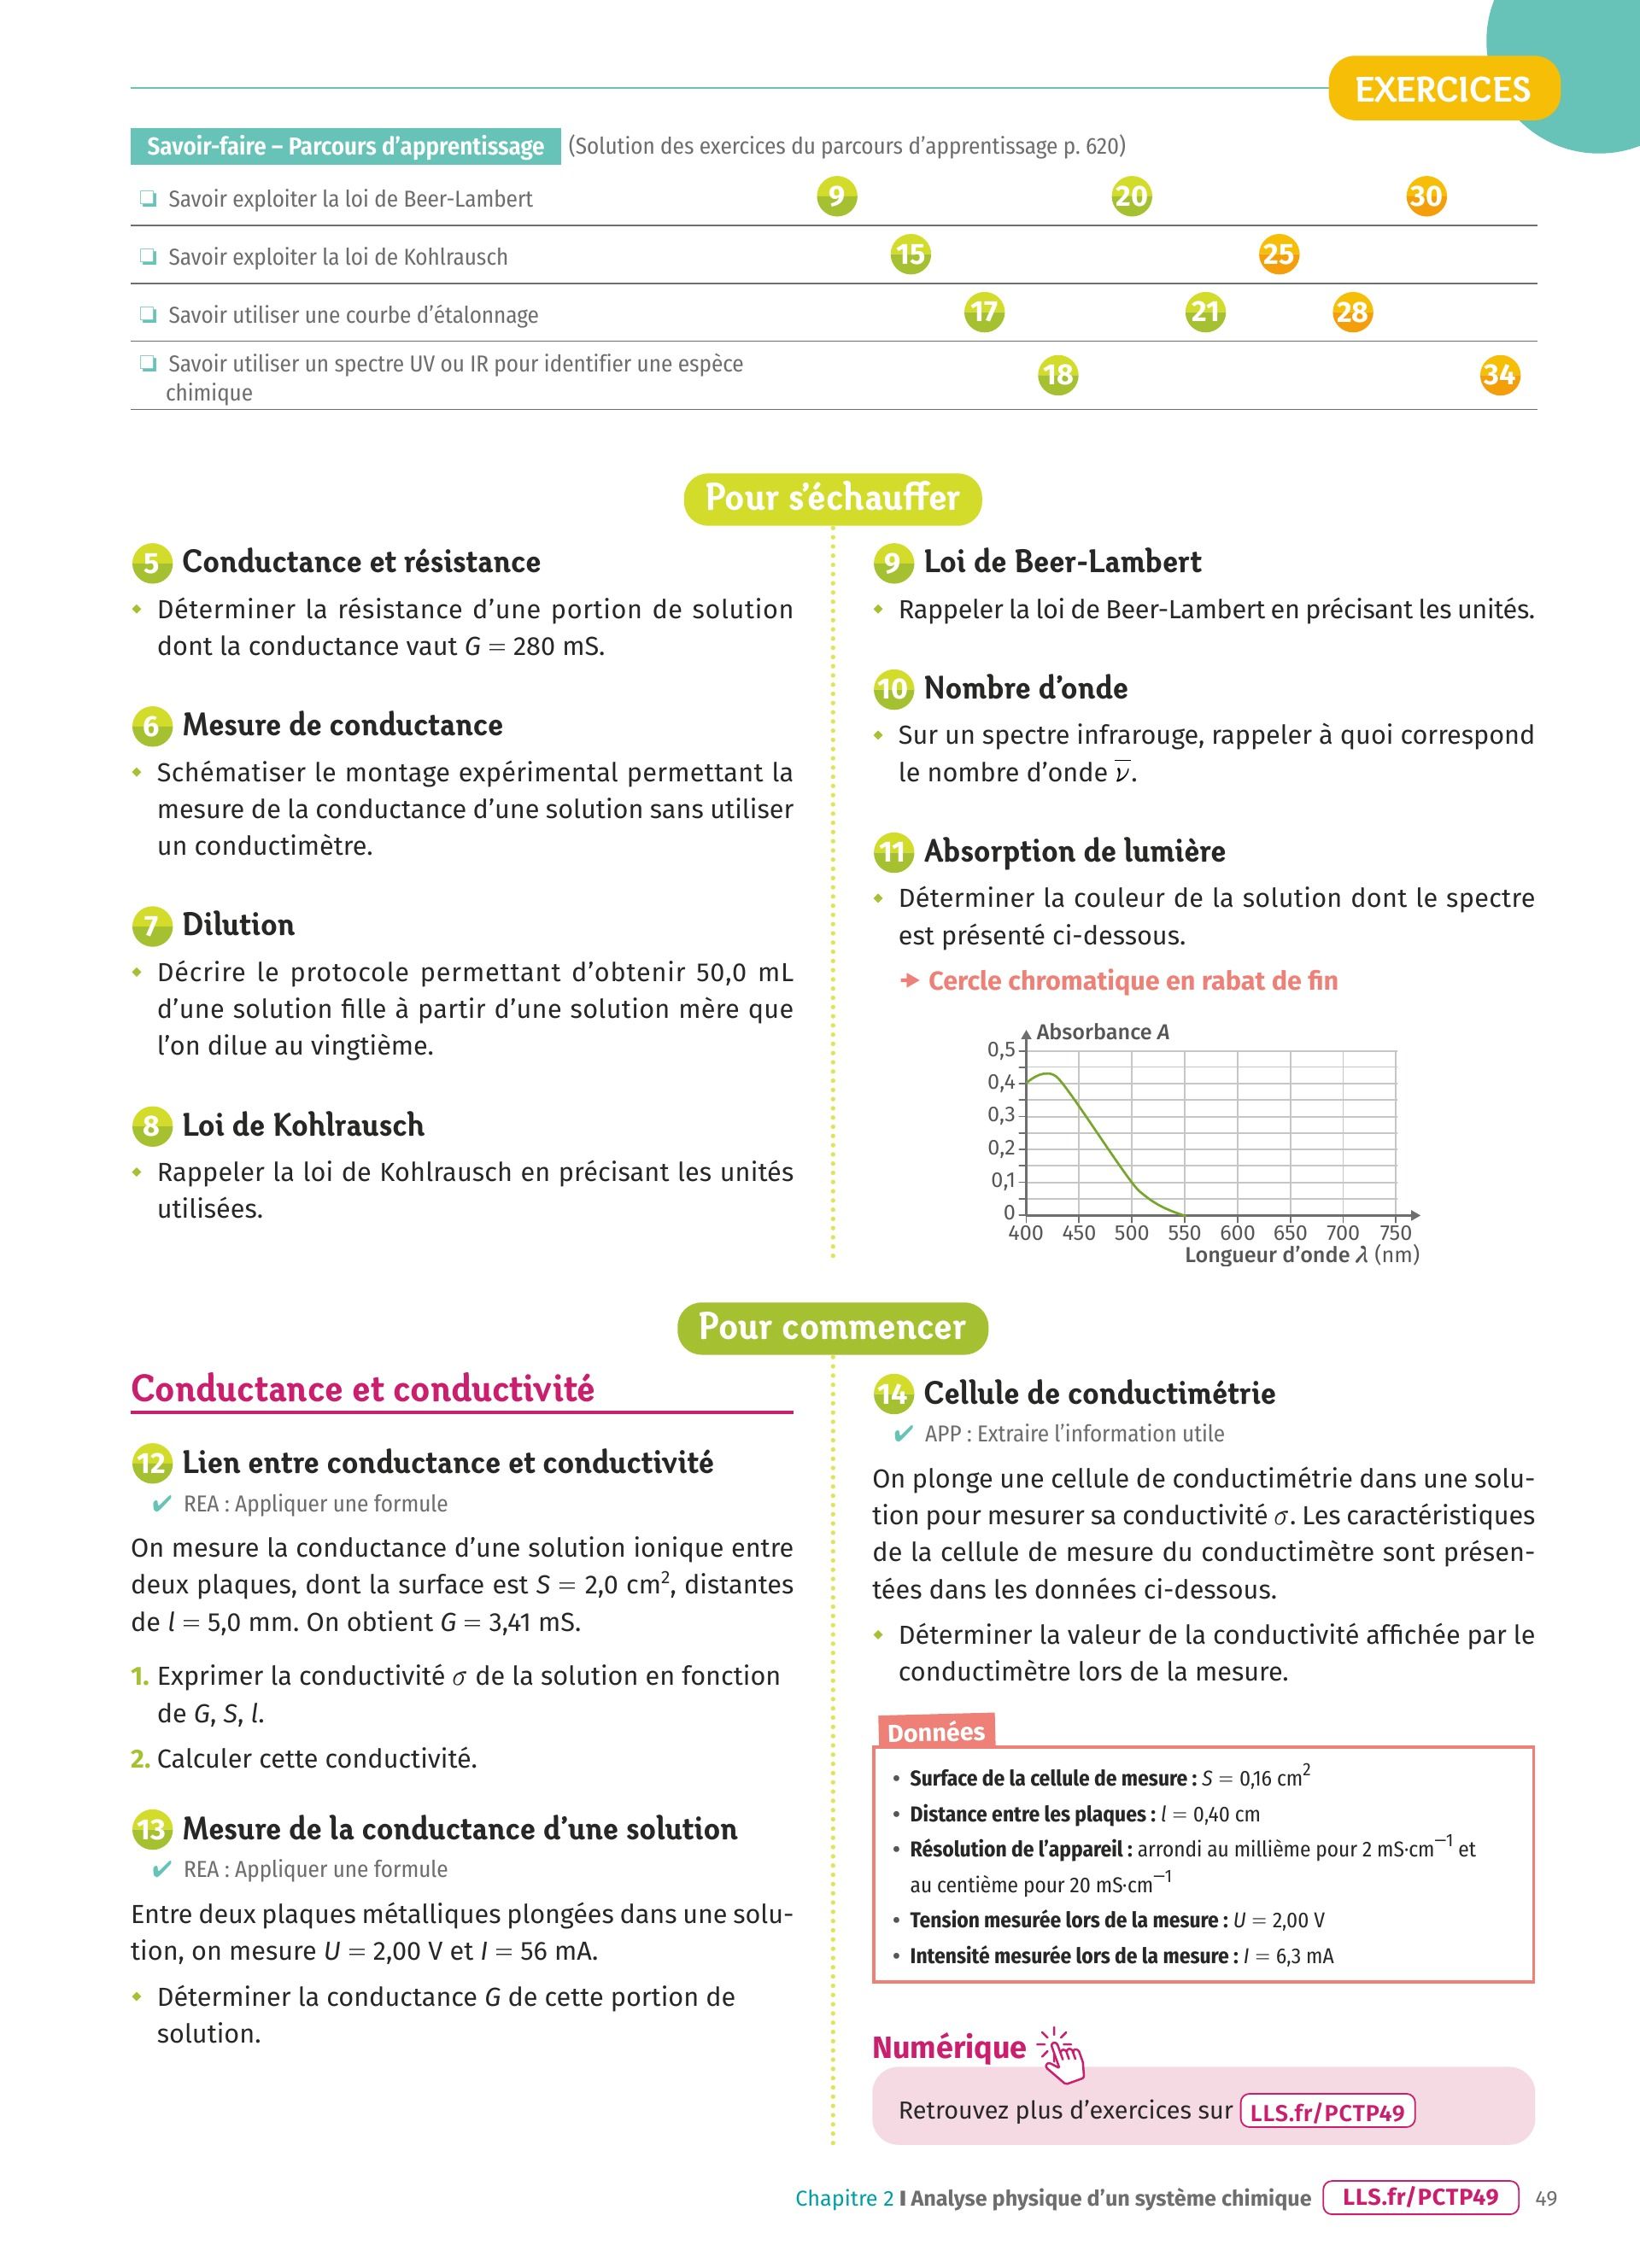 EXERCICES
Savoir-faire – Parcours d'apprentissage (Solution des exercices du parcours d'apprentissage p. 620)
❏ Savoir exploiter la loi de Beer-Lambert 9 20 30
❏ Savoir exploiter la loi de Kohlrausch 15 25
❏ Savoir utiliser une courbe d'étalonnage 17 21 28
❏ Savoir utiliser un spectre UV ou IR pour identifier une espèce
chimique 18 34
Pour s'échauffer
5 Conductance et résistance
Déterminer la résistance d'une portion de solution
dont la conductance vaut G = 280 mS.
6 Mesure de conductance
Schématiser le montage expérimental permettant la
mesure de la conductance d'une solution sans utiliser
un conductimètre.
7 Dilution
Décrire le protocole permettant d'obtenir 50,0 mL
d'une solution fille à partir d'une solution mère que
l'on dilue au vingtième.
8 Loi de Kohlrausch
Rappeler la loi de Kohlrausch en précisant les unités
utilisées.
9 Loi de Beer-Lambert
Rappeler la loi de Beer-Lambert en précisant les unités.
10 Nombre d'onde
Sur un spectre infrarouge, rappeler à quoi correspond
le nombre d'onde ν̅.
11 Absorption de lumière
Déterminer la couleur de la solution dont le spectre
est présenté ci-dessous.
Cercle chromatique en rabat de fin
Absorbance A
0,5
0,4
0,3
0,2
0,1
0
400 450 500 550 600 650 700 750
Longueur d'onde λ (nm)
Pour commencer
Conductance et conductivité
12 Lien entre conductance et conductivité
✔ REA : Appliquer une formule
On mesure la conductance d'une solution ionique entre
deux plaques, dont la surface est S = 2,0 cm², distantes
de l = 5,0 mm. On obtient G = 3,41 mS.
1. Exprimer la conductivité σ de la solution en fonction
de G, S, l.
2. Calculer cette conductivité.
13 Mesure de la conductance d'une solution
✔ REA : Appliquer une formule
Entre deux plaques métalliques plongées dans une solu-
tion, on mesure U = 2,00 V et I = 56 mA.
Déterminer la conductance G de cette portion de
solution.
14 Cellule de conductimétrie
✔ APP : Extraire l'information utile
On plonge une cellule de conductimétrie dans une solu-
tion pour mesurer sa conductivité σ. Les caractéristiques
de la cellule de mesure du conductimètre sont présen-
tées dans les données ci-dessous.
Déterminer la valeur de la conductivité affichée par le
conductimètre lors de la mesure.
Données
• Surface de la cellule de mesure : S = 0,16 cm²
• Distance entre les plaques : l = 0,40 cm
• Résolution de l'appareil : arrondi au millième pour 2 mS·cm⁻¹ et
au centième pour 20 mS·cm⁻¹
• Tension mesurée lors de la mesure : U = 2,00 V
• Intensité mesurée lors de la mesure : I = 6,3 mA
Numérique
Retrouvez plus d'exercices sur LLS.fr/PCTP49
Chapitre 2 I Analyse physique d'un système chimique LLS.fr/PCTP49 49